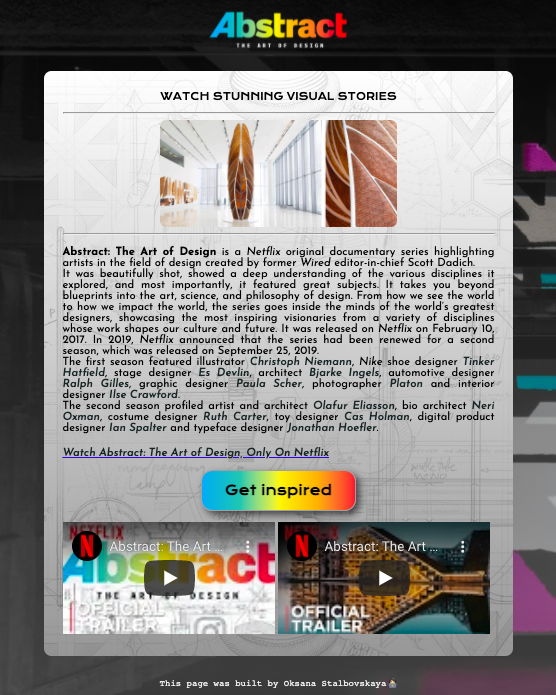 Abstract
THE ART OF DESIGN
WATCH STUNNING VISUAL STORIES
Abstract: The Art of Design is a Netflix original documentary series highlighting
artists in the field of design created by former Wired editor-in-chief Scott Dadich.
It was beautifully shot, showed a deep understanding of the various disciplines it
explored, and most importantly, it featured great subjects. It takes you beyond
blueprints into the art, science, and philosophy of design. From how we see the world
to how we impact the world, the series goes inside the minds of the world's greatest
designers, showcasing the most inspiring visionaries from a variety of disciplines
whose work shapes our culture and future. It was released on Netflix on February 10,
2017. In 2019, Netflix announced that the series had been renewed for a second
season, which was released on September 25, 2019.
The first season featured illustrator Christoph Niemann, Nike shoe designer Tinker
Hatfield, stage designer Es Devlin, architect Bjarke Ingels, automotive designer
Ralph Gilles, graphic designer Paula Scher, photographer Platon and interior
designer Ilse Crawford.
The second season profiled artist and architect Olafur Eliasson, bio architect Neri
Oxman, costume designer Ruth Carter, toy designer Cas Holman, digital product
designer Ian Spalter and typeface designer Jonathan Hoefler.
Watch Abstract: The Art of Design, Only On Netflix
Get inspired
NETFLIX
Abstract: The Art ...
Abstract
THE ART OF DESIGN
OFFICIAL
TRAILER
NETFLIX
Abstract: The Art ...
OFFICIAL
TRAILER
This page was built by Oksana Stalbovskaya